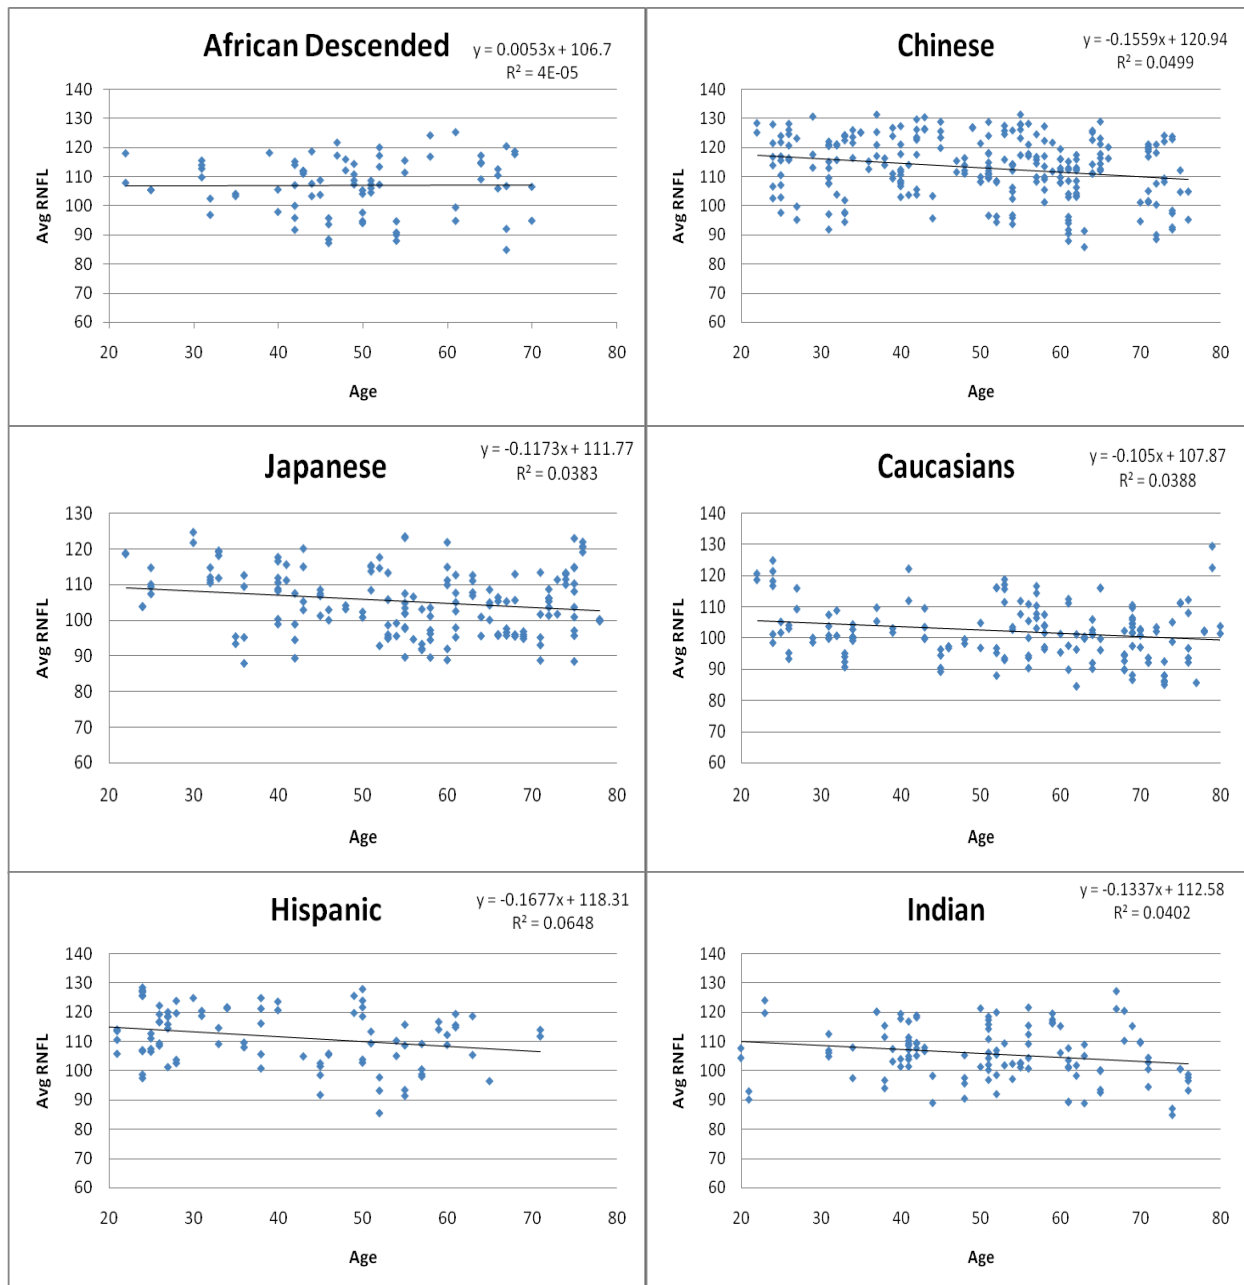 African Descended
y = 0.0053x + 106.7
R² = 4E-05
140
130
120
110
100
90
80
70
60
Avg RNFL
20 30 40 50 60 70 80
Age
Chinese
y = -0.1559x + 120.94
R² = 0.0499
140
130
120
110
100
90
80
70
60
Avg RNFL
20 30 40 50 60 70 80
Age
Japanese
y = -0.1173x + 111.77
R² = 0.0383
130
120
110
100
90
80
70
60
Avg RNFL
20 30 40 50 60 70 80
Age
Caucasians
y = -0.105x + 107.87
R² = 0.0388
140
130
120
110
100
90
80
70
60
Avg RNFL
20 30 40 50 60 70 80
Age
Hispanic
y = -0.1677x + 118.31
R² = 0.0648
140
130
120
110
100
90
80
70
60
Avg RNFL
20 30 40 50 60 70 80
Age
Indian
y = -0.1337x + 112.58
R² = 0.0402
140
130
120
110
100
90
80
70
60
Avg RNFL
20 30 40 50 60 70 80
Age